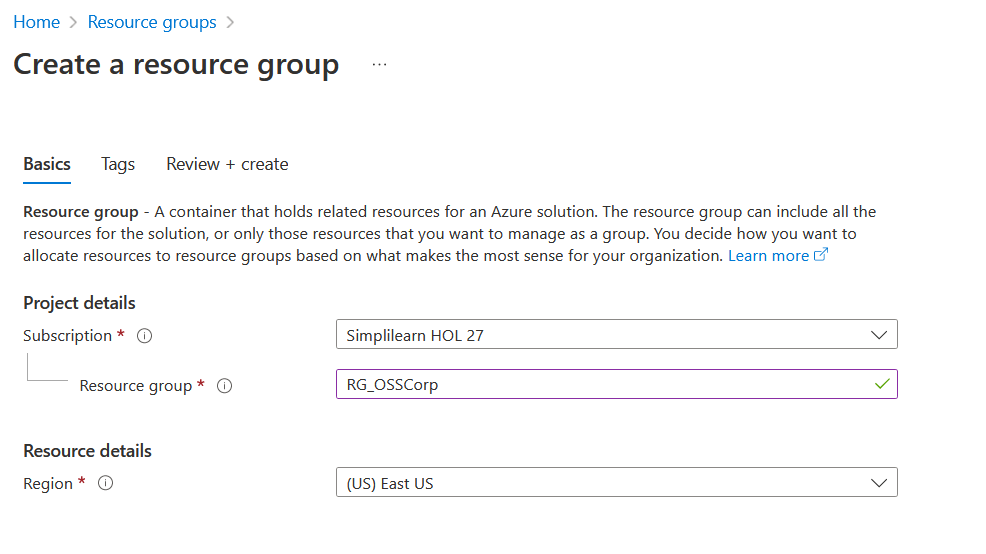 Home > Resource groups >
Create a resource group ...
Basics Tags Review + create
Resource group - A container that holds related resources for an Azure solution. The resource group can include all the
resources for the solution, or only those resources that you want to manage as a group. You decide how you want to
allocate resources to resource groups based on what makes the most sense for your organization. Learn more
Project details
Subscription * Simplilearn HOL 27
Resource group * RG_OSSCorp
Resource details
Region * (US) East US